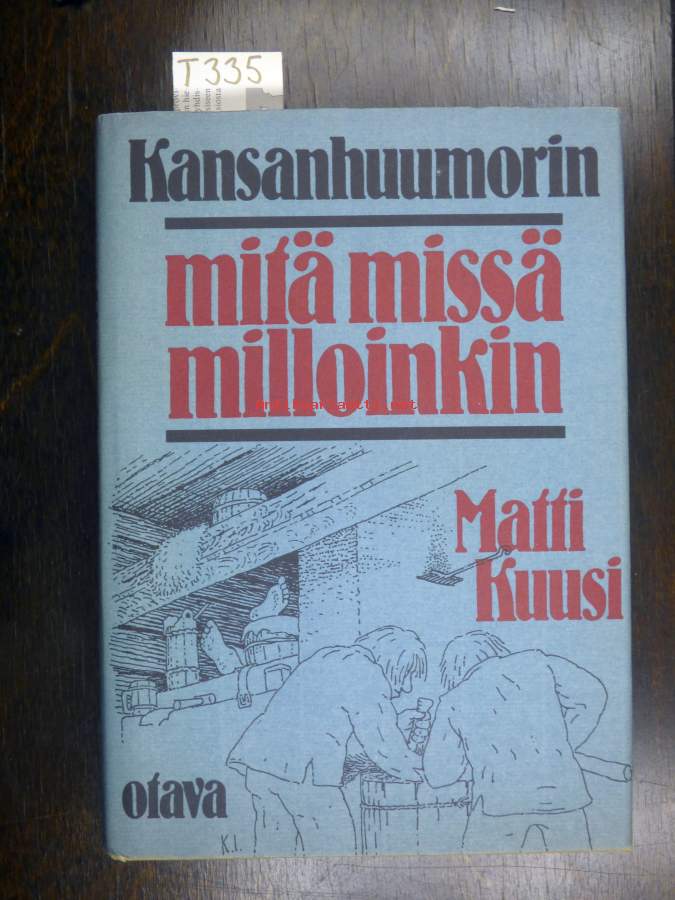 T335
Kansanhuumorin
mitä missä
milloinkin
Matti
Kuusi
otava
K.I.